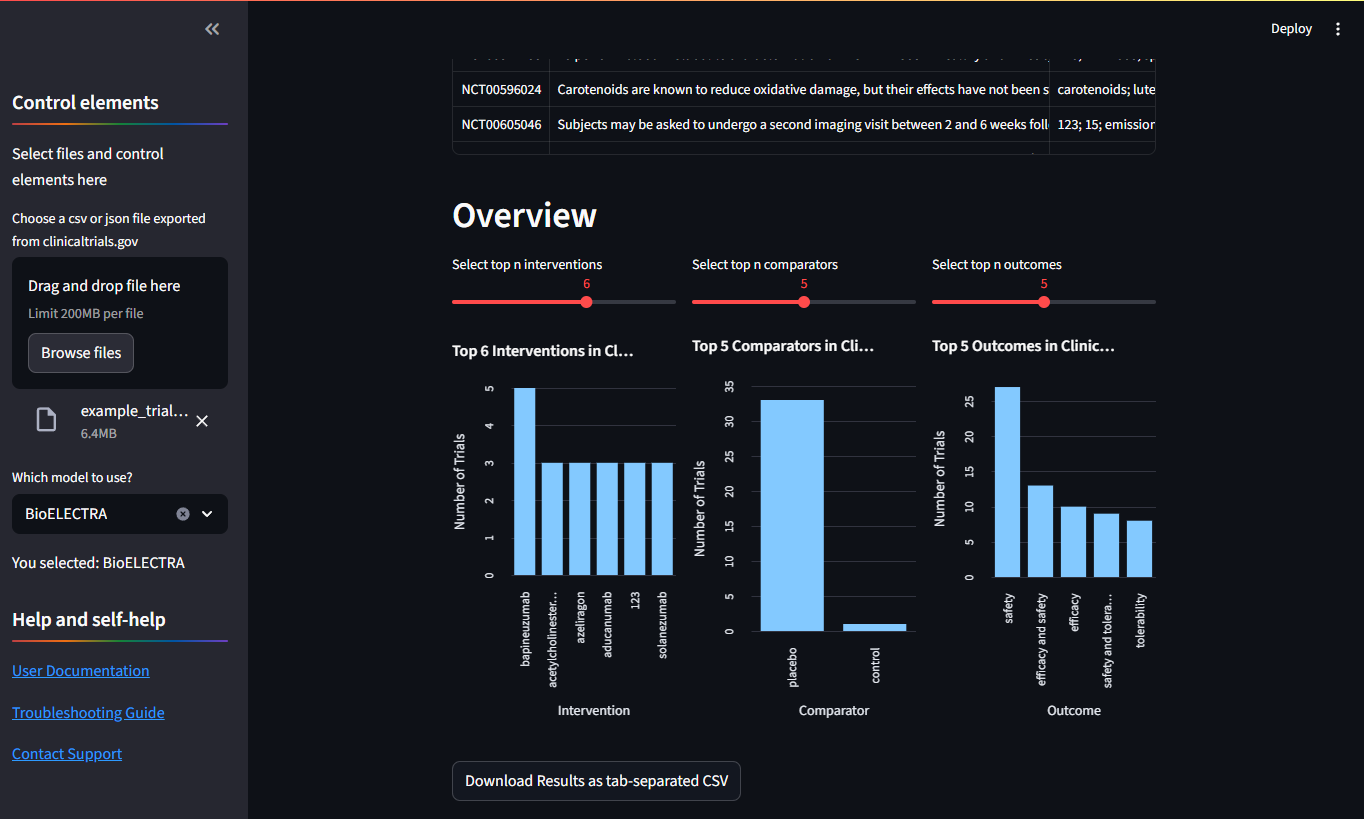 Deploy
Control elements
Select files and control
elements here
Choose a csv or json file exported
from clinicaltrials.gov
Drag and drop file here
Limit 200MB per file
Browse files
example_trial...
6.4MB
Which model to use?
BioELECTRA
You selected: BioELECTRA
Help and self-help
User Documentation
Troubleshooting Guide
Contact Support
NCT00596024 Carotenoids are known to reduce oxidative damage, but their effects have not been s carotenoids; lute
NCT00605046 Subjects may be asked to undergo a second imaging visit between 2 and 6 weeks foll 123; 15; emission
Overview
Select top n interventions
6
Select top n comparators
5
Select top n outcomes
5
Top 6 Interventions in Cl...
Number of Trials
5
4
3
2
1
0
bapineuzumab
acetylcholinester...
azeliragon
aducanumab
123
solanezumab
Intervention
Top 5 Comparators in Cli...
Number of Trials
35
30
25
20
15
10
5
0
placebo
control
Comparator
Top 5 Outcomes in Clinic...
Number of Trials
25
20
15
10
5
0
safety
efficacy and safety
efficacy
safety and tolera...
tolerability
Outcome
Download Results as tab-separated CSV